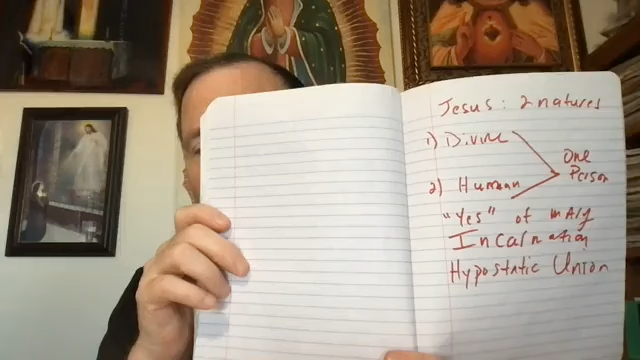 Jesus: 2 natures
1) Divine
One
Person
2) Human
"Yes" of Mary
Incarnation
Hypostatic Union